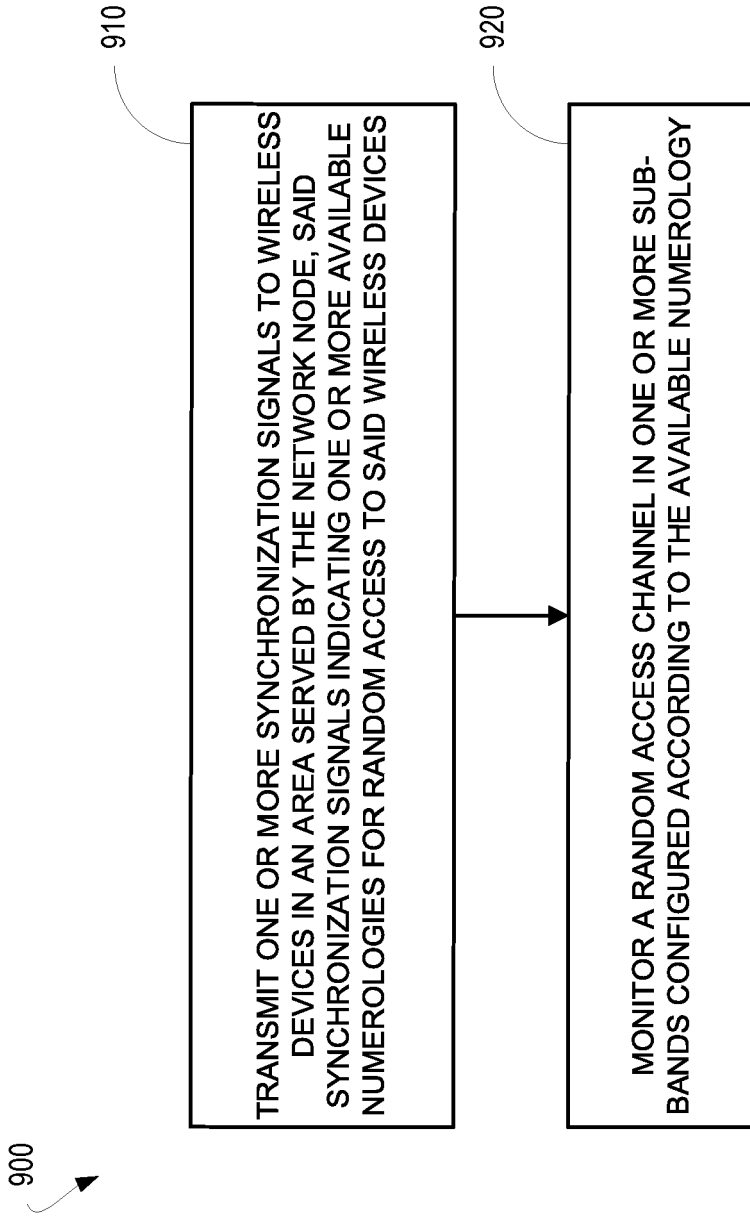 900
910
TRANSMIT ONE OR MORE SYNCHRONIZATION SIGNALS TO WIRELESS
DEVICES IN AN AREA SERVED BY THE NETWORK NODE, SAID
SYNCHRONIZATION SIGNALS INDICATING ONE OR MORE AVAILABLE
NUMEROLOGIES FOR RANDOM ACCESS TO SAID WIRELESS DEVICES
920
MONITOR A RANDOM ACCESS CHANNEL IN ONE OR MORE SUB-
BANDS CONFIGURED ACCORDING TO THE AVAILABLE NUMEROLOGY